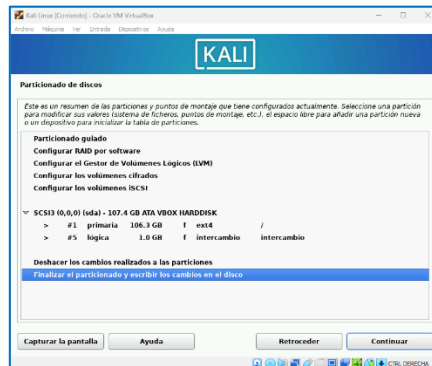 Kali Linux [Corriendo] - Oracle VM VirtualBox
Archivo Máquina Ver Entrada Dispositivos Ayuda
KALI
Particionado de discos
Éste es un resumen de las particiones y puntos de montaje que tiene configurados actualmente. Seleccione una partición
para modificar sus valores (sistema de ficheros, puntos de montaje, etc.), el espacio libre para añadir una partición nueva
o un dispositivo para inicializar la tabla de particiones.
Particionado guiado
Configurar RAID por software
Configurar el Gestor de Volúmenes Lógicos (LVM)
Configurar los volúmenes cifrados
Configurar los volúmenes iSCSI
SCSI3 (0,0,0) (sda) - 107.4 GB ATA VBOX HARDDISK
> #1 primaria 106.3 GB f ext4 /
> #5 lógica 1.0 GB f intercambio intercambio
Deshacer los cambios realizados a las particiones
Finalizar el particionado y escribir los cambios en el disco
Capturar la pantalla Ayuda Retroceder Continuar
CTRL DERECHA